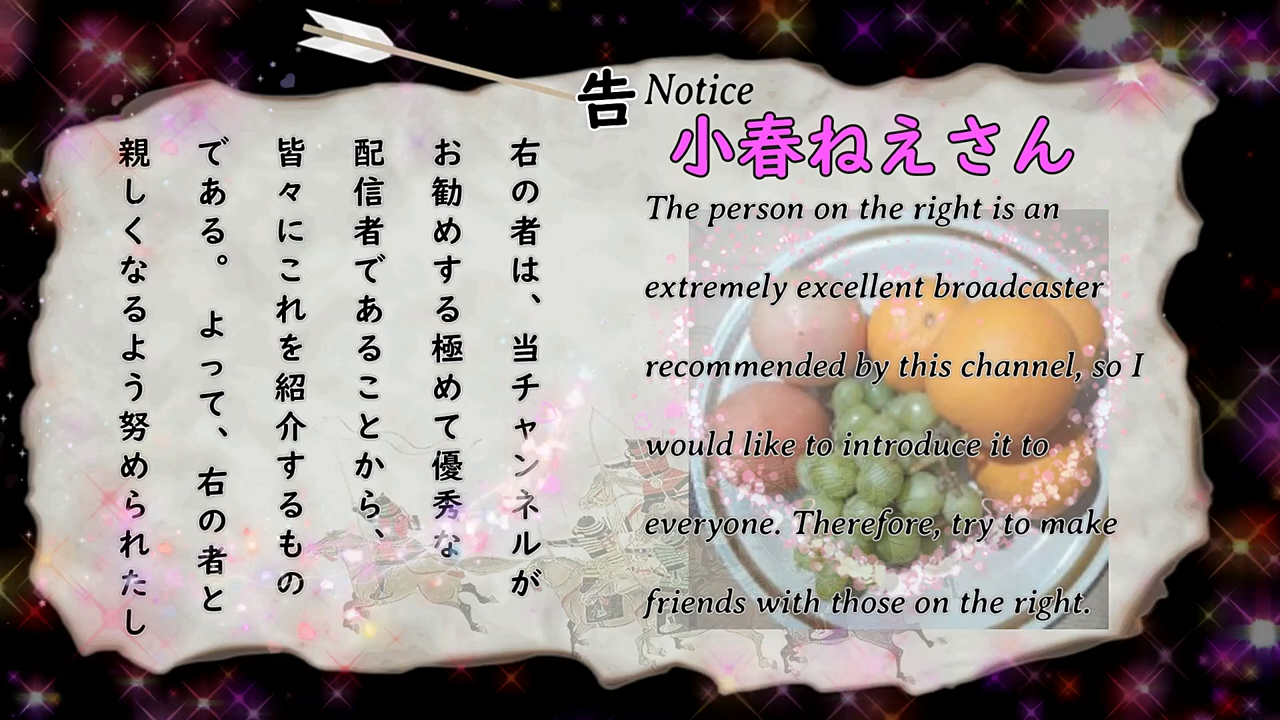 告 Notice
小春ねえさん
The person on the right is an
extremely excellent broadcaster
recommended by this channel, so I
would like to introduce it to
everyone. Therefore, try to make
friends with those on the right.
右の者は、当チャンネルが
お勧めする極めて優秀な
配信者であることから、
皆々にこれを紹介するもの
である。 よって、右の者と
親しくなるよう努められたし